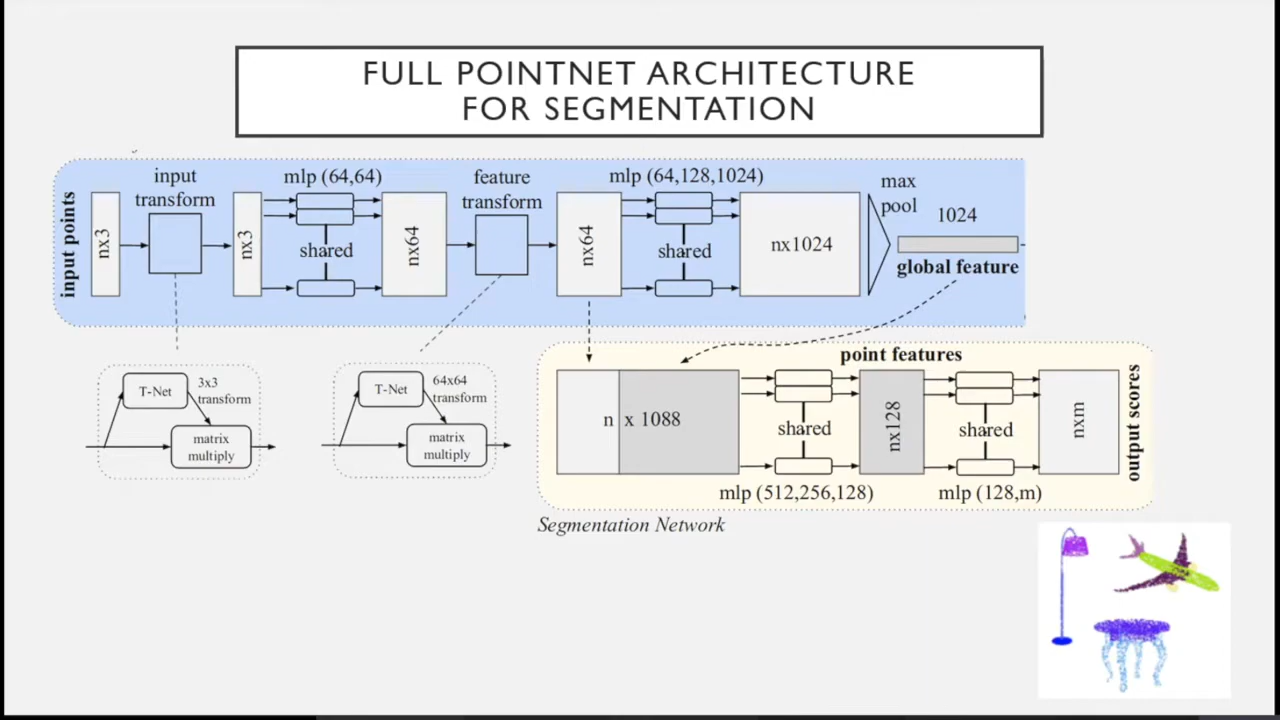 FULL POINTNET ARCHITECTURE
FOR SEGMENTATION
input points
nx3
input
transform
nx3
mlp (64,64)
shared
nx64
feature
transform
nx64
mlp (64,128,1024)
shared
nx1024
max
pool
1024
global feature
T-Net
3x3
transform
matrix
multiply
T-Net
64x64
transform
matrix
multiply
point features
n x 1088
shared
mlp (512,256,128)
nx128
shared
mlp (128,m)
nxm
output scores
Segmentation Network